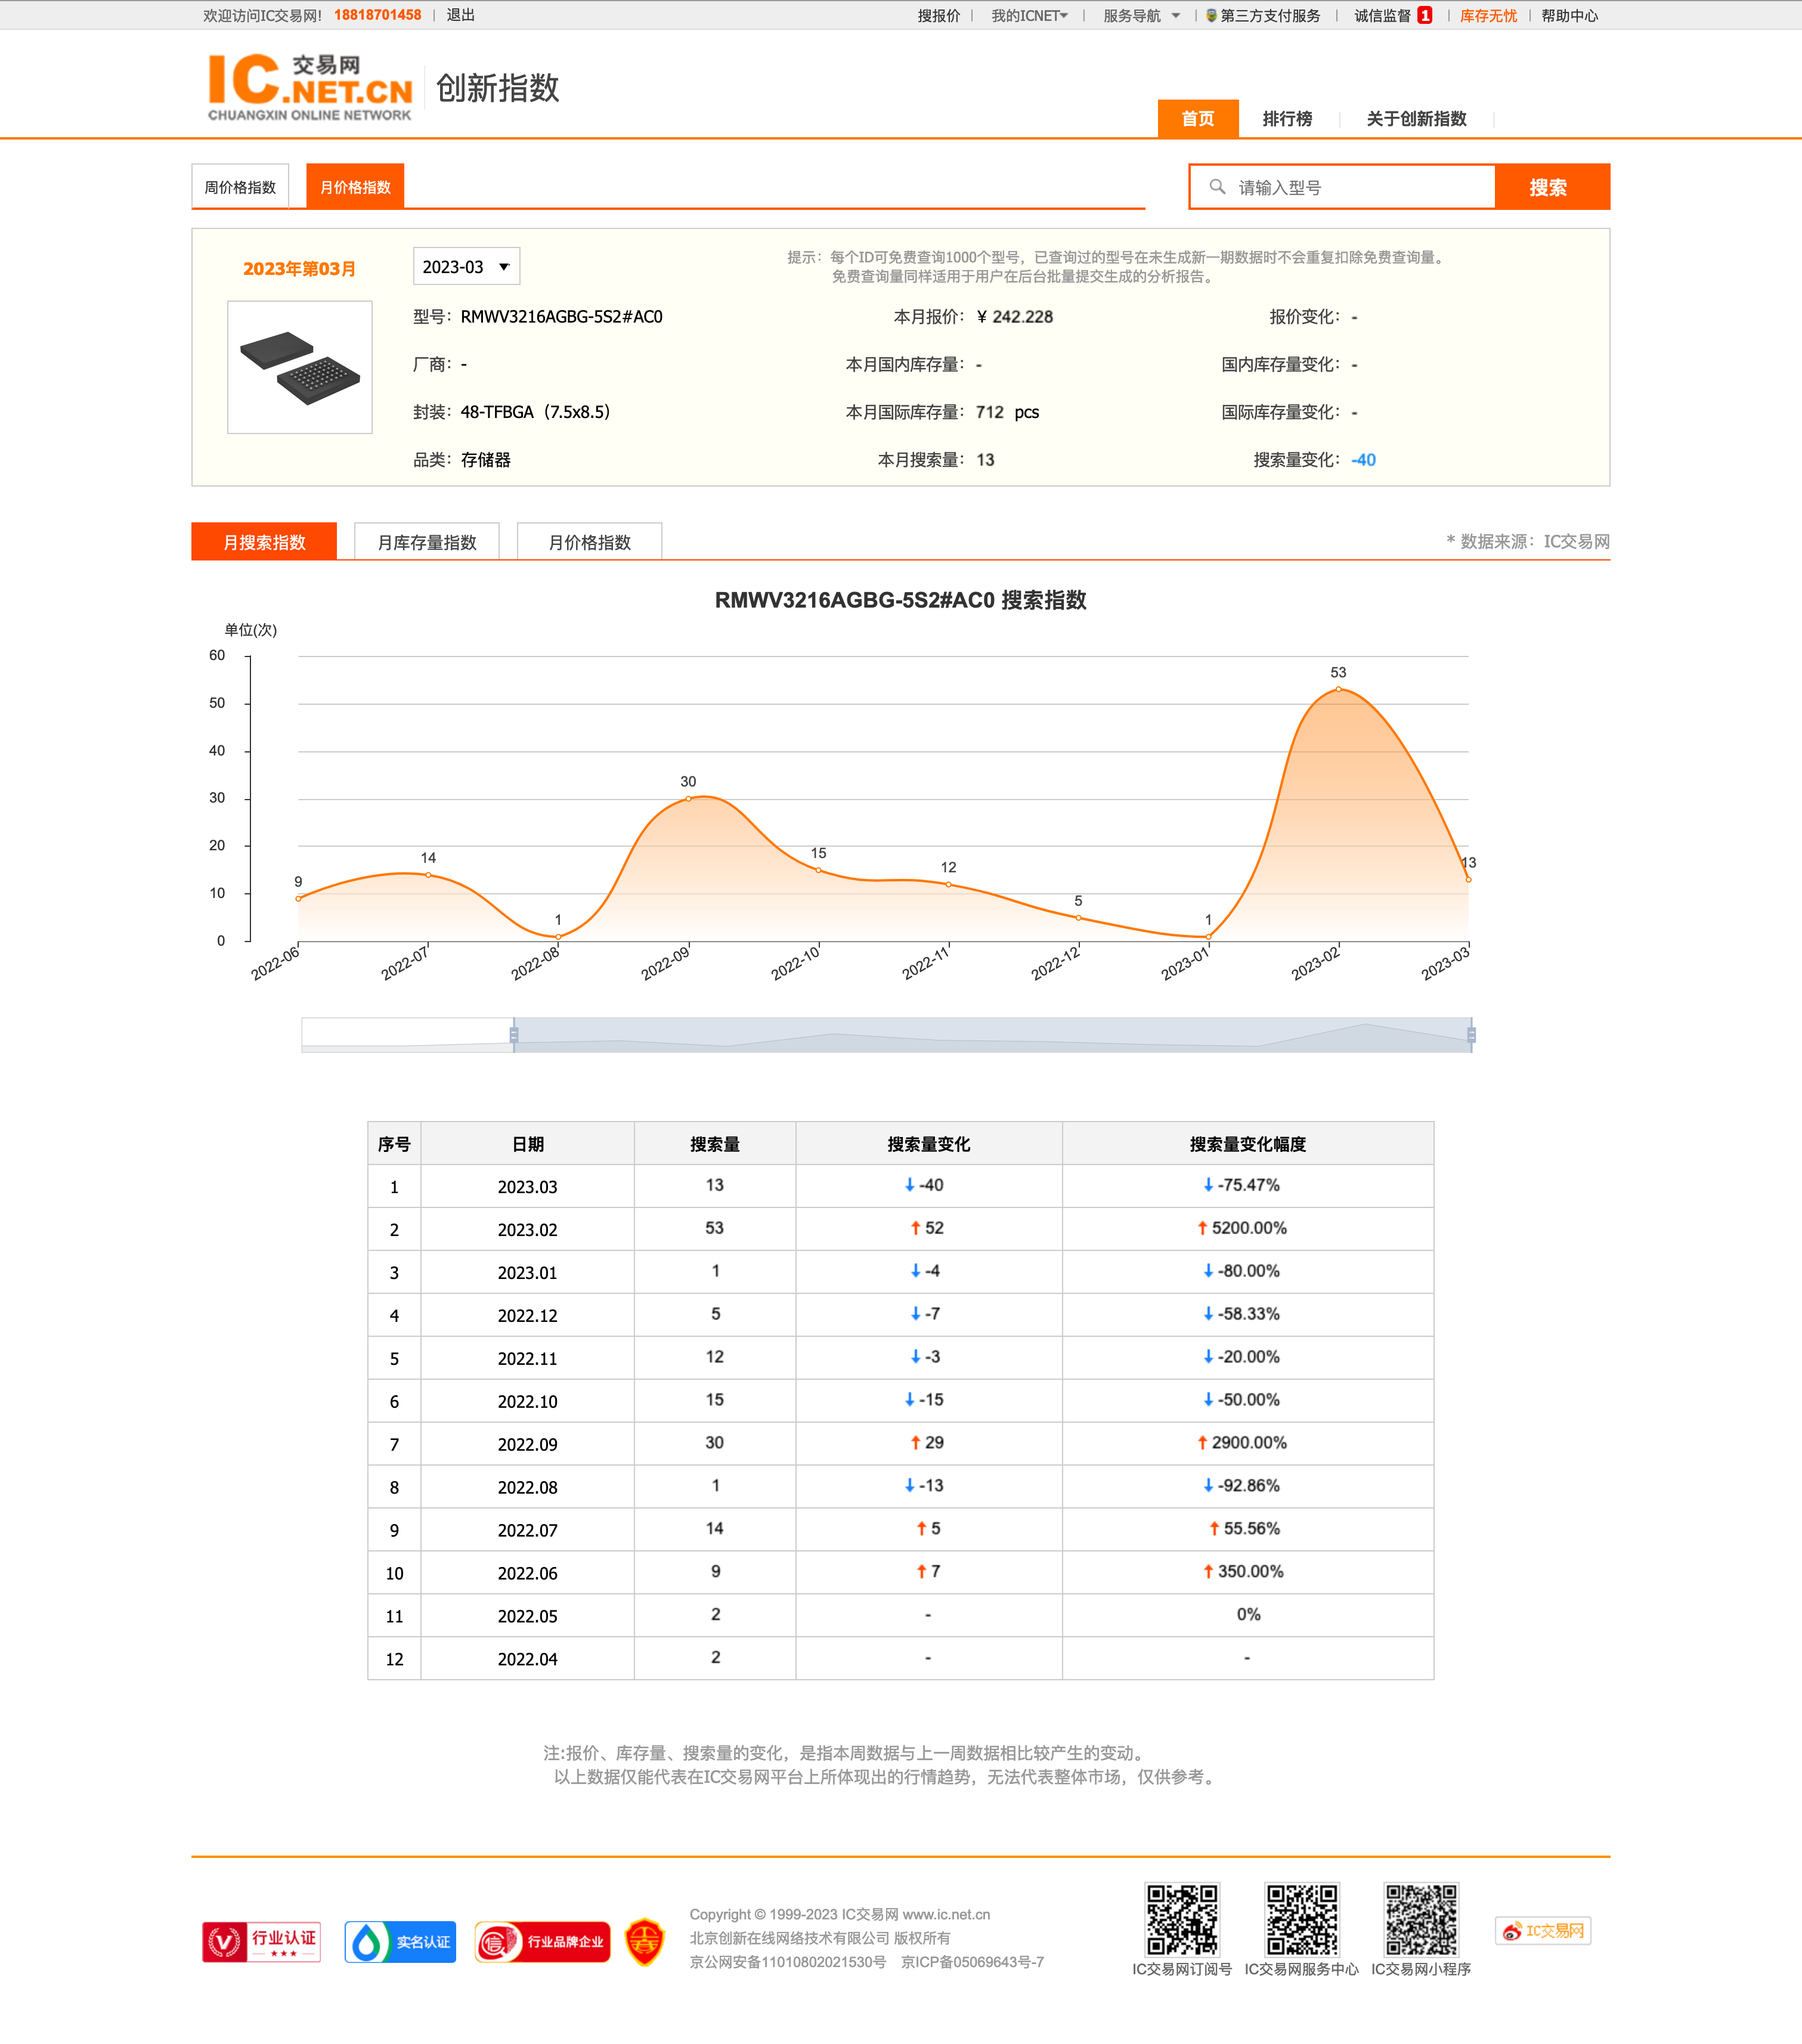 欢迎访问IC交易网! 18818701458 | 退出 搜报价 | 我的ICNET | 服务导航 | 第三方支付服务 | 诚信监督 1 | 库存无忧 | 帮助中心
IC 交易网 .NET.CN
CHUANGXIN ONLINE NETWORK
创新指数
首页 排行榜 关于创新指数
周价格指数 月价格指数 请输入型号 搜索
2023年第03月 2023-03 提示：每个ID可免费查询1000个型号，已查询过的型号在未生成新一期数据时不会重复扣除免费查询量。
免费查询量同样适用于用户在后台批量提交生成的分析报告。
型号：RMWV3216AGBG-5S2#AC0 本月报价：¥ 242.228 报价变化：-
厂商：- 本月国内库存量：- 国内库存量变化：-
封装：48-TFBGA（7.5x8.5） 本月国际库存量：712 pcs 国际库存量变化：-
品类：存储器 本月搜索量：13 搜索量变化：-40
月搜索指数 月库存量指数 月价格指数 * 数据来源：IC交易网
RMWV3216AGBG-5S2#AC0 搜索指数
单位(次)
60
53
50
40
30
30
20
15
14
13
12
10
9
5
1
1
0
2022-06 2022-07 2022-08 2022-09 2022-10 2022-11 2022-12 2023-01 2023-02 2023-03
序号 日期 搜索量 搜索量变化 搜索量变化幅度
1 2023.03 13 ↓ -40 ↓ -75.47%
2 2023.02 53 ↑ 52 ↑ 5200.00%
3 2023.01 1 ↓ -4 ↓ -80.00%
4 2022.12 5 ↓ -7 ↓ -58.33%
5 2022.11 12 ↓ -3 ↓ -20.00%
6 2022.10 15 ↓ -15 ↓ -50.00%
7 2022.09 30 ↑ 29 ↑ 2900.00%
8 2022.08 1 ↓ -13 ↓ -92.86%
9 2022.07 14 ↑ 5 ↑ 55.56%
10 2022.06 9 ↑ 7 ↑ 350.00%
11 2022.05 2 - 0%
12 2022.04 2 - -
注:报价、库存量、搜索量的变化，是指本周数据与上一周数据相比较产生的变动。
以上数据仅能代表在IC交易网平台上所体现出的行情趋势，无法代表整体市场，仅供参考。
行业认证
实名认证
信 行业品牌企业
Copyright © 1999-2023 IC交易网 www.ic.net.cn
北京创新在线网络技术有限公司 版权所有
京公网安备11010802021530号 京ICP备05069643号-7
IC交易网订阅号 IC交易网服务中心 IC交易网小程序
IC交易网